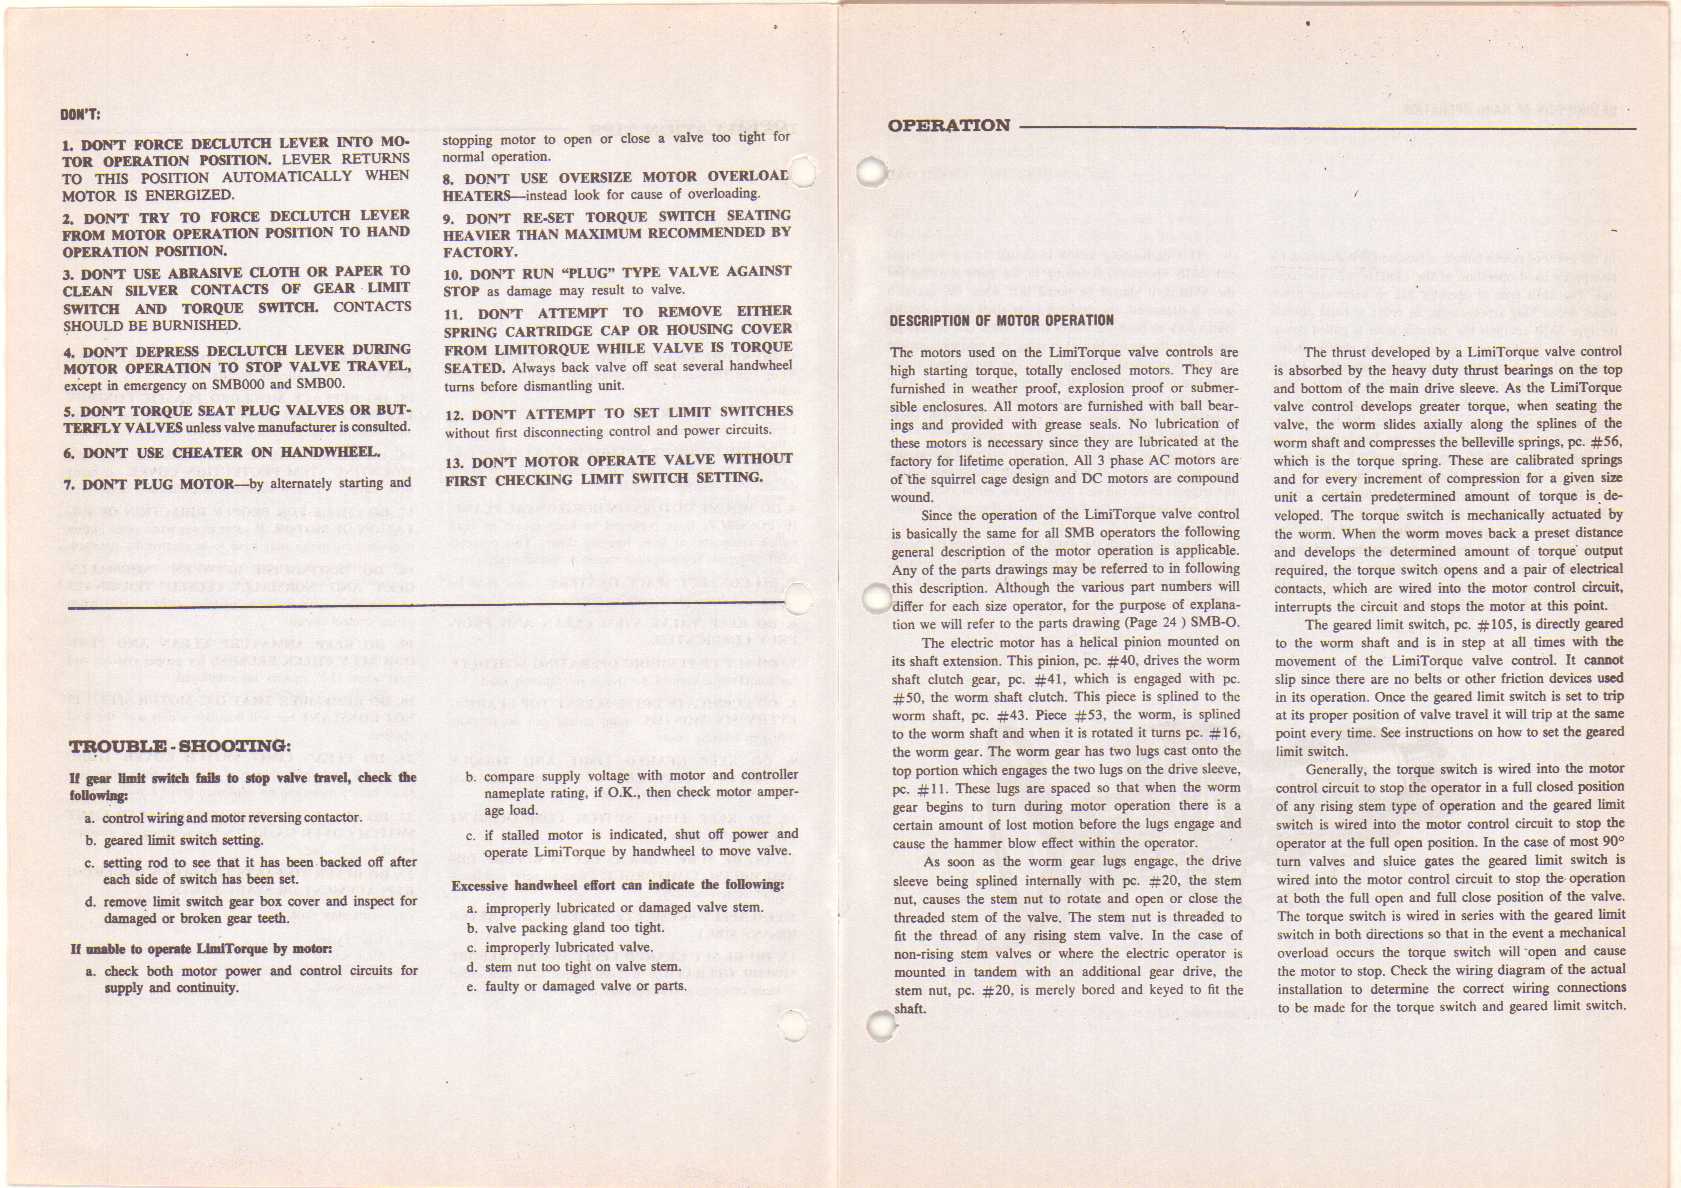 DON'T:
1. DON'T FORCE DECLUTCH LEVER INTO MO-
TOR OPERATION POSITION. LEVER RETURNS
TO THIS POSITION AUTOMATICALLY WHEN
MOTOR IS ENERGIZED.
2. DON'T TRY TO FORCE DECLUTCH LEVER
FROM MOTOR OPERATION POSITION TO HAND
OPERATION POSITION.
3. DON'T USE ABRASIVE CLOTH OR PAPER TO
CLEAN SILVER CONTACTS OF GEAR LIMIT
SWITCH AND TORQUE SWITCH. CONTACTS
SHOULD BE BURNISHED.
4. DON'T DEPRESS DECLUTCH LEVER DURING
MOTOR OPERATION TO STOP VALVE TRAVEL,
except in emergency on SMB000 and SMB00.
5. DON'T TORQUE SEAT PLUG VALVES OR BUT-
TERFLY VALVES unless valve manufacturer is consulted.
6. DON'T USE CHEATER ON HANDWHEEL.
7. DON'T PLUG MOTOR—by alternately starting and
stopping motor to open or close a valve too tight for
normal operation.
8. DON'T USE OVERSIZE MOTOR OVERLOAD
HEATERS—instead look for cause of overloading.
9. DON'T RE-SET TORQUE SWITCH SEATING
HEAVIER THAN MAXIMUM RECOMMENDED BY
FACTORY.
10. DON'T RUN “PLUG” TYPE VALVE AGAINST
STOP as damage may result to valve.
11. DON'T ATTEMPT TO REMOVE EITHER
SPRING CARTRIDGE CAP OR HOUSING COVER
FROM LIMITORQUE WHILE VALVE IS TORQUE
SEATED. Always back valve off seat several handwheel
turns before dismantling unit.
12. DON'T ATTEMPT TO SET LIMIT SWITCHES
without first disconnecting control and power circuits.
13. DON'T MOTOR OPERATE VALVE WITHOUT
FIRST CHECKING LIMIT SWITCH SETTING.
TROUBLE-SHOOTING:
If gear limit switch fails to stop valve travel, check the
following:
a. control wiring and motor reversing contactor.
b. geared limit switch setting.
c. setting rod to see that it has been backed off after
each side of switch has been set.
d. remove limit switch gear box cover and inspect for
damaged or broken gear teeth.
If unable to operate LimiTorque by motor:
a. check both motor power and control circuits for
supply and continuity.
b. compare supply voltage with motor and controller
nameplate rating, if O.K., then check motor amper-
age load.
c. if stalled motor is indicated, shut off power and
operate LimiTorque by handwheel to move valve.
Excessive handwheel effort can indicate the following:
a. improperly lubricated or damaged valve stem.
b. valve packing gland too tight.
c. improperly lubricated valve.
d. stem nut too tight on valve stem.
e. faulty or damaged valve or parts.
OPERATION
DESCRIPTION OF MOTOR OPERATION
The motors used on the LimiTorque valve controls are
high starting torque, totally enclosed motors. They are
furnished in weather proof, explosion proof or submer-
sible enclosures. All motors are furnished with ball bear-
ings and provided with grease seals. No lubrication of
these motors is necessary since they are lubricated at the
factory for lifetime operation. All 3 phase AC motors are
of the squirrel cage design and DC motors are compound
wound.
Since the operation of the LimiTorque valve control
is basically the same for all SMB operators the following
general description of the motor operation is applicable.
Any of the parts drawings may be referred to in following
this description. Although the various part numbers will
differ for each size operator, for the purpose of explana-
tion we will refer to the parts drawing (Page 24 ) SMB-O.
The electric motor has a helical pinion mounted on
its shaft extension. This pinion, pc. #40, drives the worm
shaft clutch gear, pc. #41, which is engaged with pc.
#50, the worm shaft clutch. This piece is splined to the
worm shaft, pc. #43. Piece #53, the worm, is splined
to the worm shaft and when it is rotated it turns pc. #16,
the worm gear. The worm gear has two lugs cast onto the
top portion which engages the two lugs on the drive sleeve,
pc. #11. These lugs are spaced so that when the worm
gear begins to turn during motor operation there is a
certain amount of lost motion before the lugs engage and
cause the hammer blow effect within the operator.
As soon as the worm gear lugs engage, the drive
sleeve being splined internally with pc. #20, the stem
nut, causes the stem nut to rotate and open or close the
threaded stem of the valve. The stem nut is threaded to
fit the thread of any rising stem valve. In the case of
non-rising stem valves or where the electric operator is
mounted in tandem with an additional gear drive, the
stem nut, pc. #20, is merely bored and keyed to fit the
shaft.
The thrust developed by a LimiTorque valve control
is absorbed by the heavy duty thrust bearings on the top
and bottom of the main drive sleeve. As the LimiTorque
valve control develops greater torque, when seating the
valve, the worm slides axially along the splines of the
worm shaft and compresses the belleville springs, pc. #56,
which is the torque spring. These are calibrated springs
and for every increment of compression for a given size
unit a certain predetermined amount of torque is de-
veloped. The torque switch is mechanically actuated by
the worm. When the worm moves back a preset distance
and develops the determined amount of torque output
required, the torque switch opens and a pair of electrical
contacts, which are wired into the motor control circuit,
interrupts the circuit and stops the motor at this point.
The geared limit switch, pc. #105, is directly geared
to the worm shaft and is in step at all times with the
movement of the LimiTorque valve control. It cannot
slip since there are no belts or other friction devices used
in its operation. Once the geared limit switch is set to trip
at its proper position of valve travel it will trip at the same
point every time. See instructions on how to set the geared
limit switch.
Generally, the torque switch is wired into the motor
control circuit to stop the operator in a full closed position
of any rising stem type of operation and the geared limit
switch is wired into the motor control circuit to stop the
operator at the full open position. In the case of most 90°
turn valves and sluice gates the geared limit switch is
wired into the motor control circuit to stop the operation
at both the full open and full close position of the valve.
The torque switch is wired in series with the geared limit
switch in both directions so that in the event a mechanical
overload occurs the torque switch will open and cause
the motor to stop. Check the wiring diagram of the actual
installation to determine the correct wiring connections
to be made for the torque switch and geared limit switch.